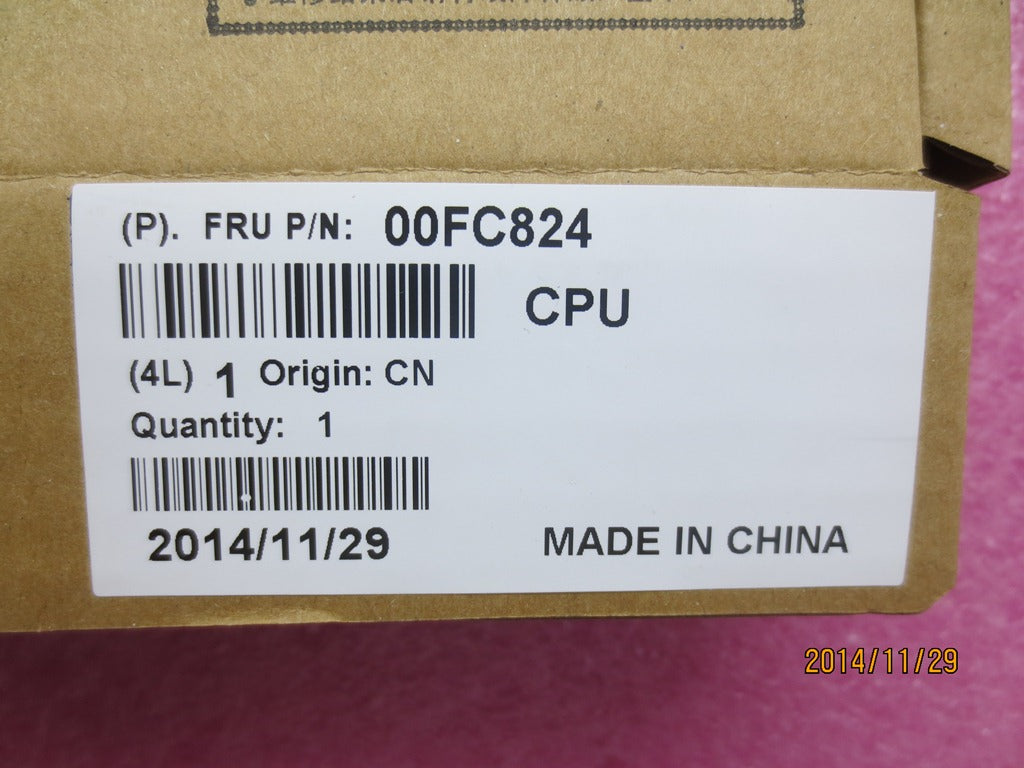 (P). FRU P/N: 00FC824
CPU
(4L) 1 Origin: CN
Quantity: 1
2014/11/29
MADE IN CHINA
2014/11/29